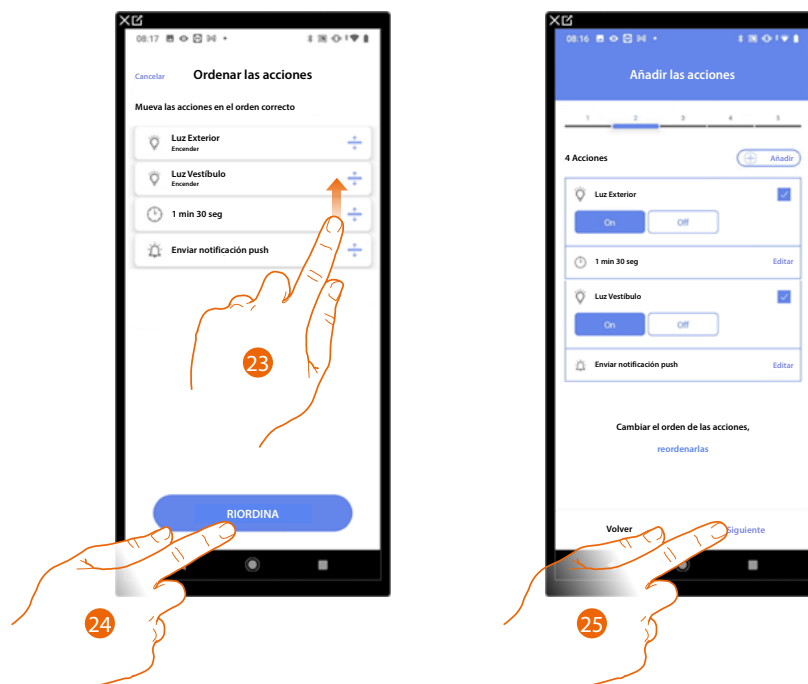 08:17
Cancelar
Ordenar las acciones
Mueva las acciones en el orden correcto
Luz Exterior
Encender
Luz Vestíbulo
Encender
1 min 30 seg
Enviar notificación push
23
RIORDINA
24
08:16
Añadir las acciones
1 2 3 4 5
4 Acciones
Añadir
Luz Exterior
On Off
1 min 30 seg
Editar
Luz Vestíbulo
On Off
Enviar notificación push
Editar
Cambiar el orden de las acciones,
reordenarlas
Volver
Siguiente
25